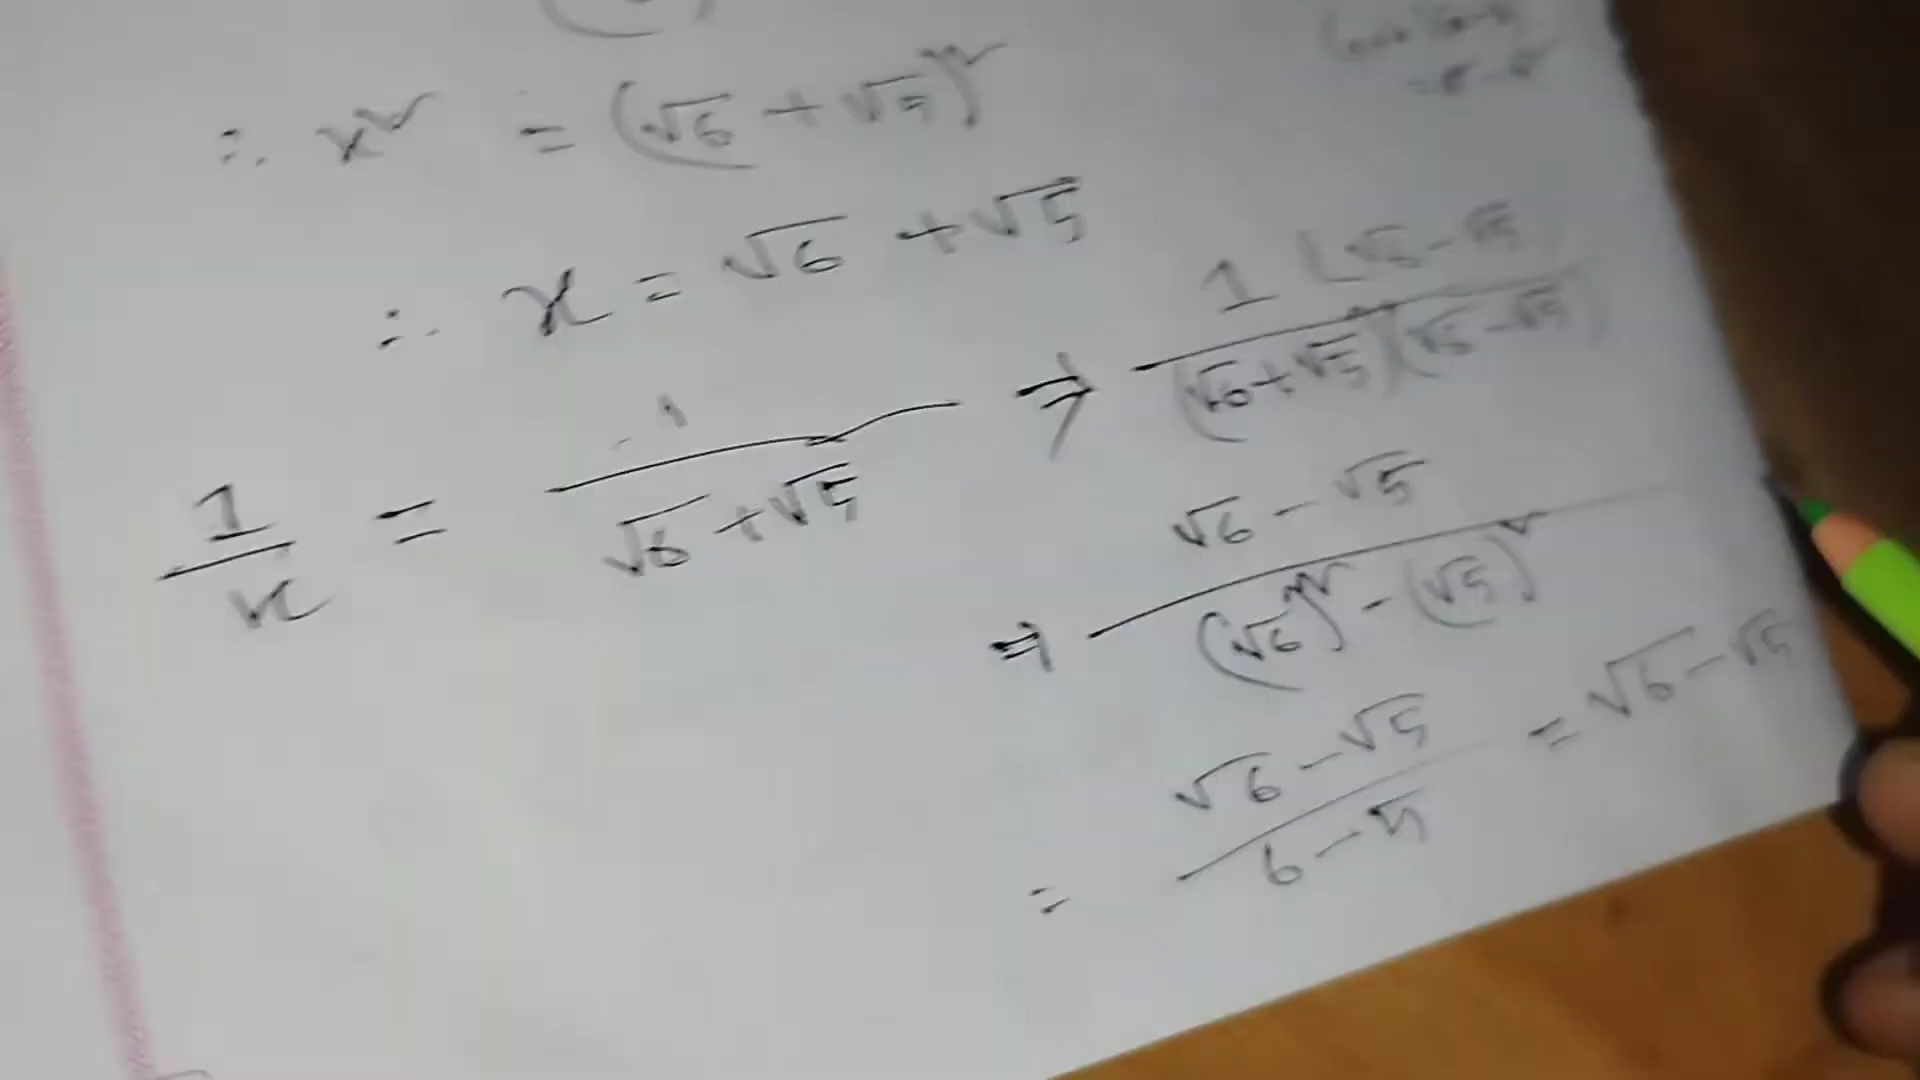 ∴ x² = (√6 + √5)²
∴ x = √6 + √5
1/x = 1/(√6+√5) ⇒ 1(√6-√5)/(√6+√5)(√6-√5)
⇒ √6-√5/(√6)²-(√5)²
= √6-√5/6-5 = √6-√5